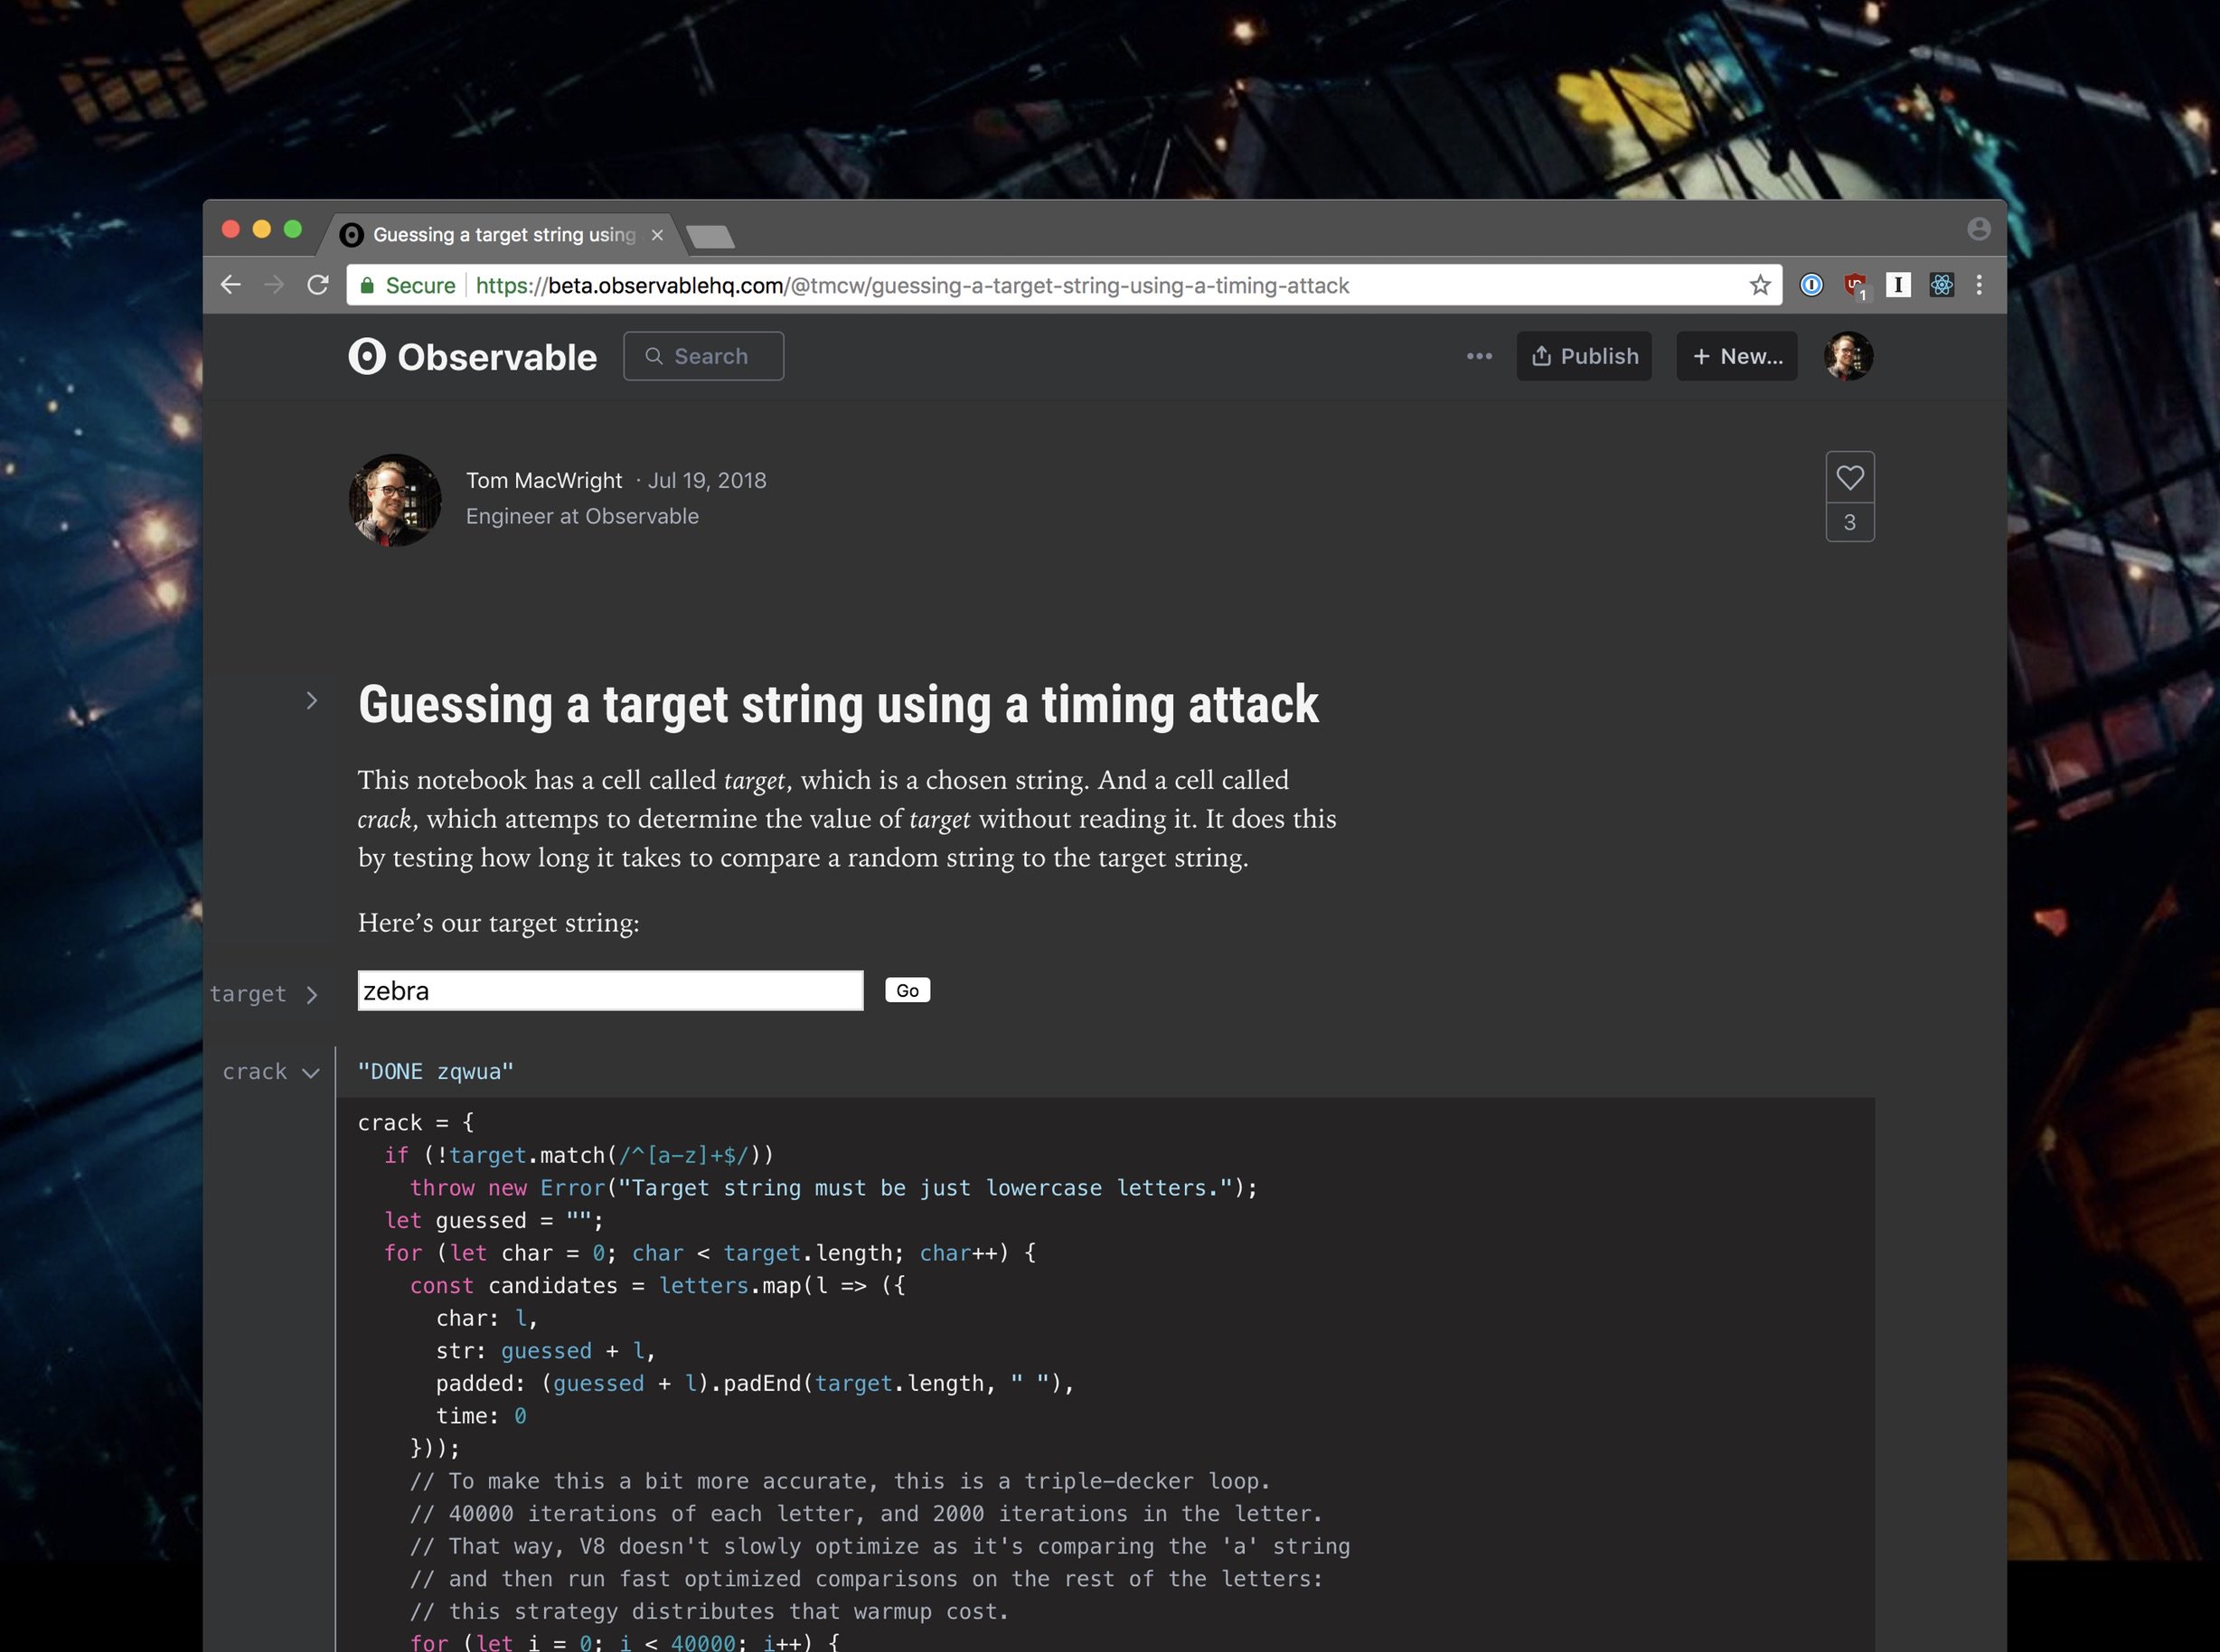 Guessing a target string using
Secure https://beta.observablehq.com/@tmcw/guessing-a-target-string-using-a-timing-attack
1
Observable
Search
Publish
+ New...
Tom MacWright · Jul 19, 2018
Engineer at Observable
3
Guessing a target string using a timing attack
This notebook has a cell called target, which is a chosen string. And a cell called
crack, which attemps to determine the value of target without reading it. It does this
by testing how long it takes to compare a random string to the target string.
Here’s our target string:
target
zebra
Go
crack
"DONE zqwua"
crack = {
if (!target.match(/^[a-z]+$/))
throw new Error("Target string must be just lowercase letters.");
let guessed = "";
for (let char = 0; char < target.length; char++) {
const candidates = letters.map(l => ({
char: l,
str: guessed + l,
padded: (guessed + l).padEnd(target.length, " "),
time: 0
}));
// To make this a bit more accurate, this is a triple-decker loop.
// 40000 iterations of each letter, and 2000 iterations in the letter.
// That way, V8 doesn't slowly optimize as it's comparing the 'a' string
// and then run fast optimized comparisons on the rest of the letters:
// this strategy distributes that warmup cost.
for (let i = 0; i < 40000; i++) {